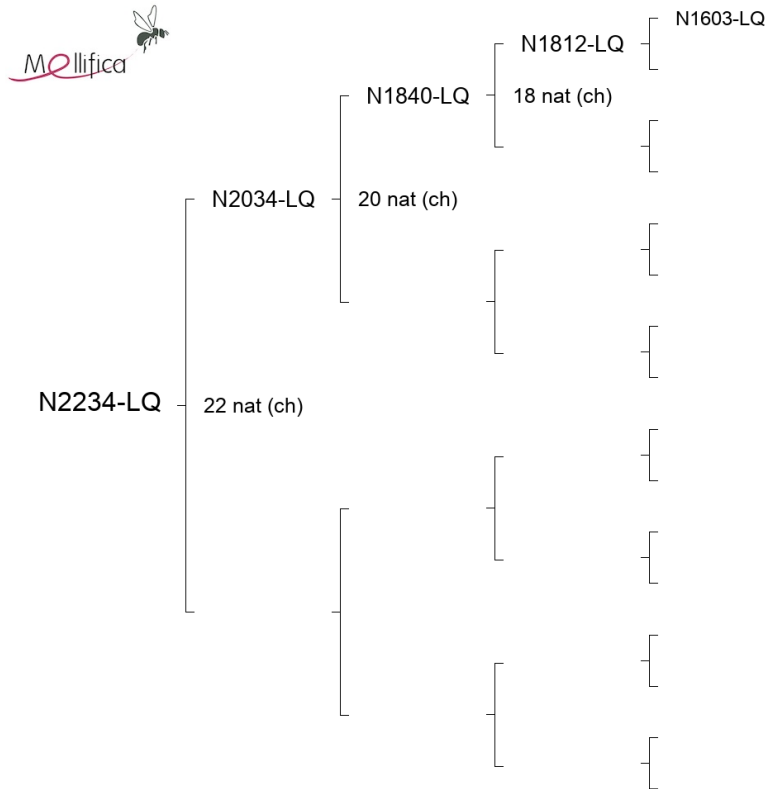 Mellifica
N1603-LQ
N1812-LQ
N1840-LQ
18 nat (ch)
N2034-LQ
20 nat (ch)
N2234-LQ
22 nat (ch)